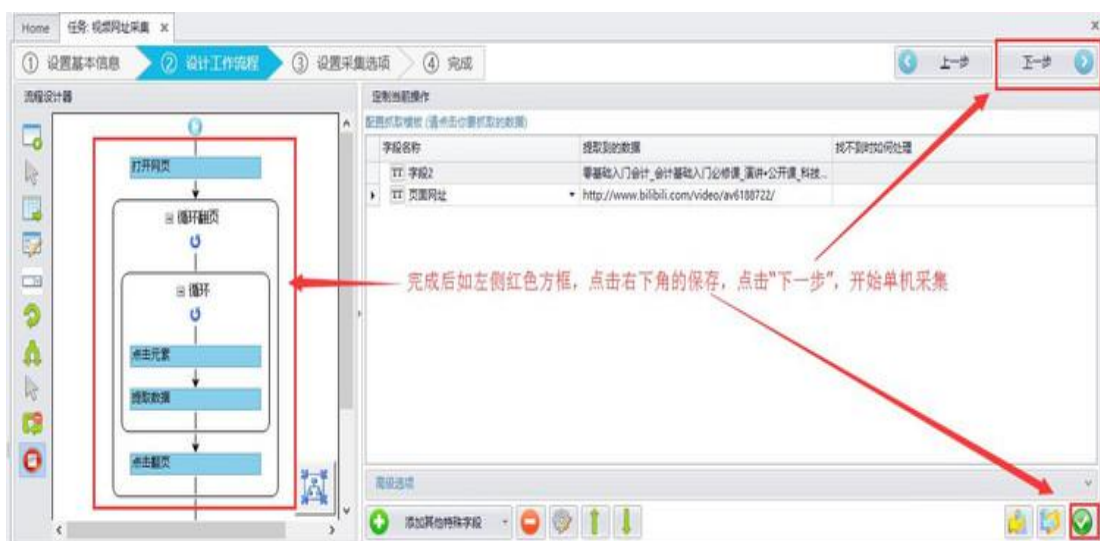 Home 任务: 视频网址采集 x
① 设置基本信息 ② 设计工作流程 ③ 设置采集选项 ④ 完成 上一步 下一步
流程设计器 定制当前操作
配置抓取模板 (请点击你要抓取的数据)
字段名称 提取到的数据 找不到时如何处理
打开网页
字段2 零基础入门会计_会计基础入门必修课_演讲•公开课_科技...
页面网址 http://www.bilibili.com/video/av6188722/
循环翻页
完成后如左侧红色方框，点击右下角的保存，点击“下一步”，开始单机采集
循环
点击元素
提取数据
点击翻页
高级选项
添加其他特殊字段